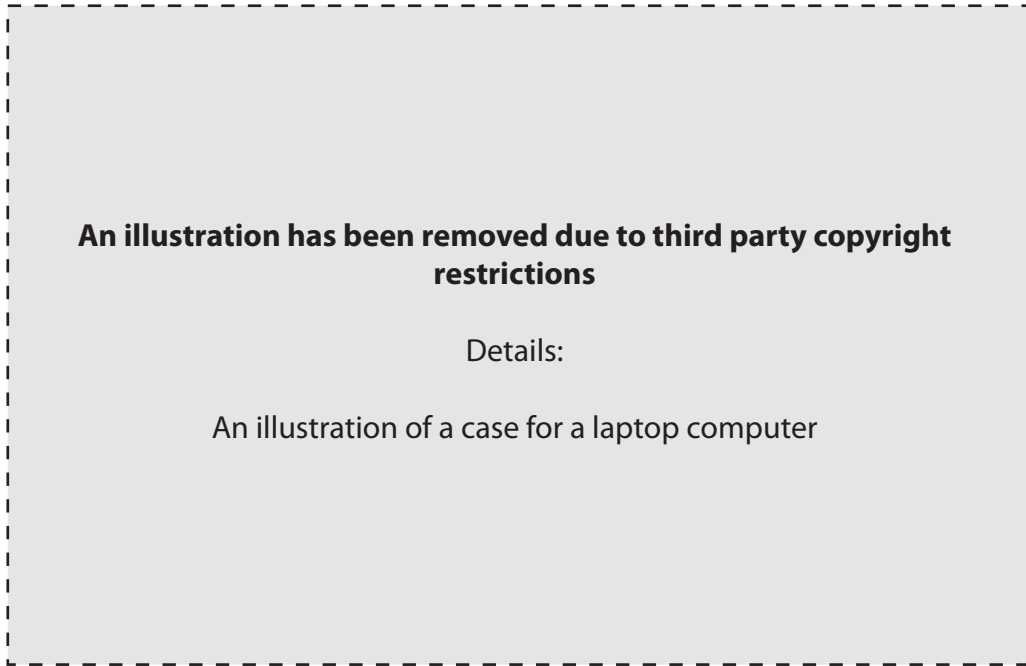 An illustration has been removed due to third party copyright
restrictions
Details:
An illustration of a case for a laptop computer